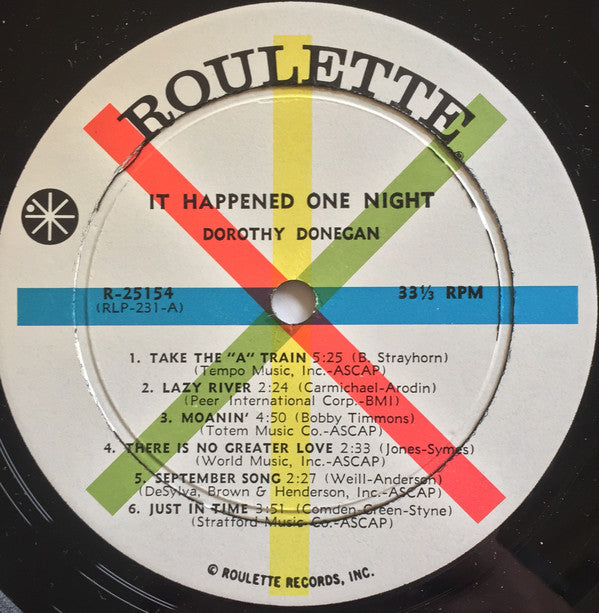 ROULETTE
®
IT HAPPENED ONE NIGHT
DOROTHY DONEGAN
R-25154 33⅓ RPM
(RLP-231-A)
1. TAKE THE "A" TRAIN 5:25 (B. Strayhorn)
(Tempo Music, Inc.-ASCAP)
2. LAZY RIVER 2:24 (Carmichael-Arodin)
(Peer International Corp.-BMI)
3. MOANIN' 4:50 (Bobby Timmons)
(Totem Music Co.-ASCAP)
4. THERE IS NO GREATER LOVE 2:33 (Jones-Symes)
(World Music, Inc.-ASCAP)
5. SEPTEMBER SONG 2:27 (Weill-Anderson)
(DeSylva, Brown & Henderson, Inc.-ASCAP)
6. JUST IN TIME 3:51 (Comden-Green-Styne)
(Stratford Music Co.-ASCAP)
© ROULETTE RECORDS, INC.